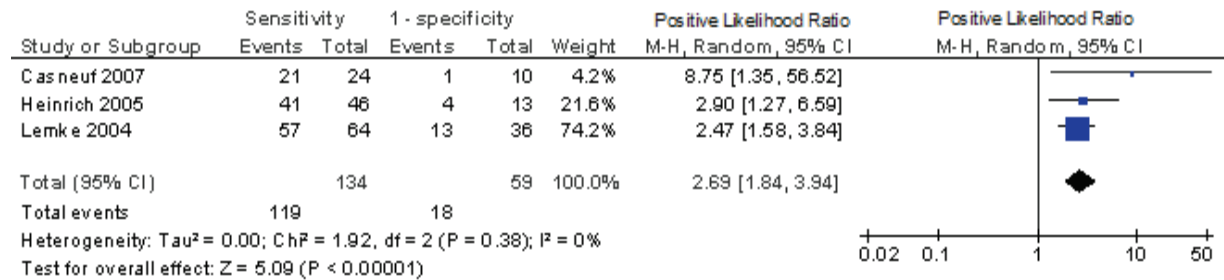 Sensitivity 1 - specificity Positive Likelihood Ratio Positive Likelihood Ratio
Study or Subgroup Events Total Events Total Weight M-H, Random, 95% CI M-H, Random, 95% CI
Casneuf 2007 21 24 1 10 4.2% 8.75 [1.35, 56.52]
Heinrich 2005 41 46 4 13 21.6% 2.90 [1.27, 6.59]
Lemke 2004 57 64 13 36 74.2% 2.47 [1.58, 3.84]
Total (95% CI) 134 59 100.0% 2.69 [1.84, 3.94]
Total events 119 18
Heterogeneity: Tau² = 0.00; Chi² = 1.92, df = 2 (P = 0.38); I² = 0%
Test for overall effect: Z = 5.09 (P < 0.00001)
0.02 0.1 1 10 50